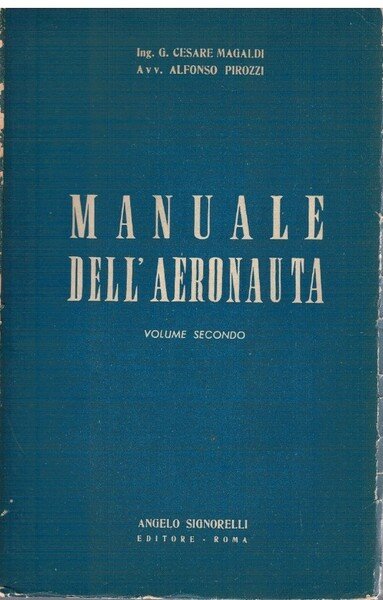 Ing. G. CESARE MAGALDI
Avv. ALFONSO PIROZZI
MANUALE
DELL'AERONAUTA
VOLUME SECONDO
ANGELO SIGNORELLI
EDITORE - ROMA